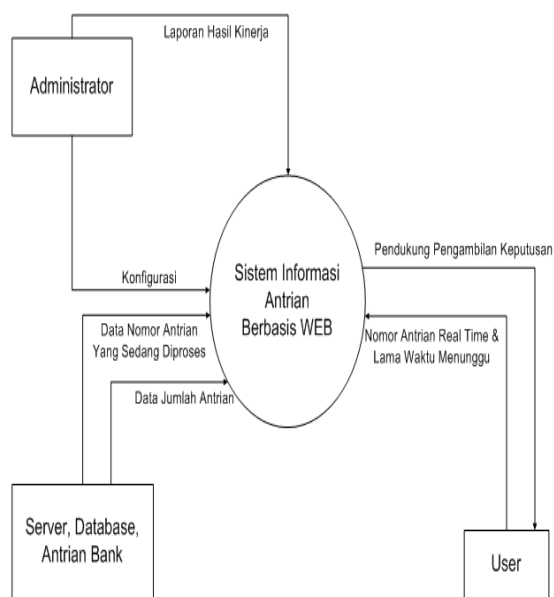 Laporan Hasil Kinerja
Administrator
Pendukung Pengambilan Keputusan
Konfigurasi
Sistem Informasi
Antrian
Berbasis WEB
Data Nomor Antrian
Yang Sedang Diproses
Nomor Antrian Real Time &
Lama Waktu Menunggu
Data Jumlah Antrian
Server, Database,
Antrian Bank
User